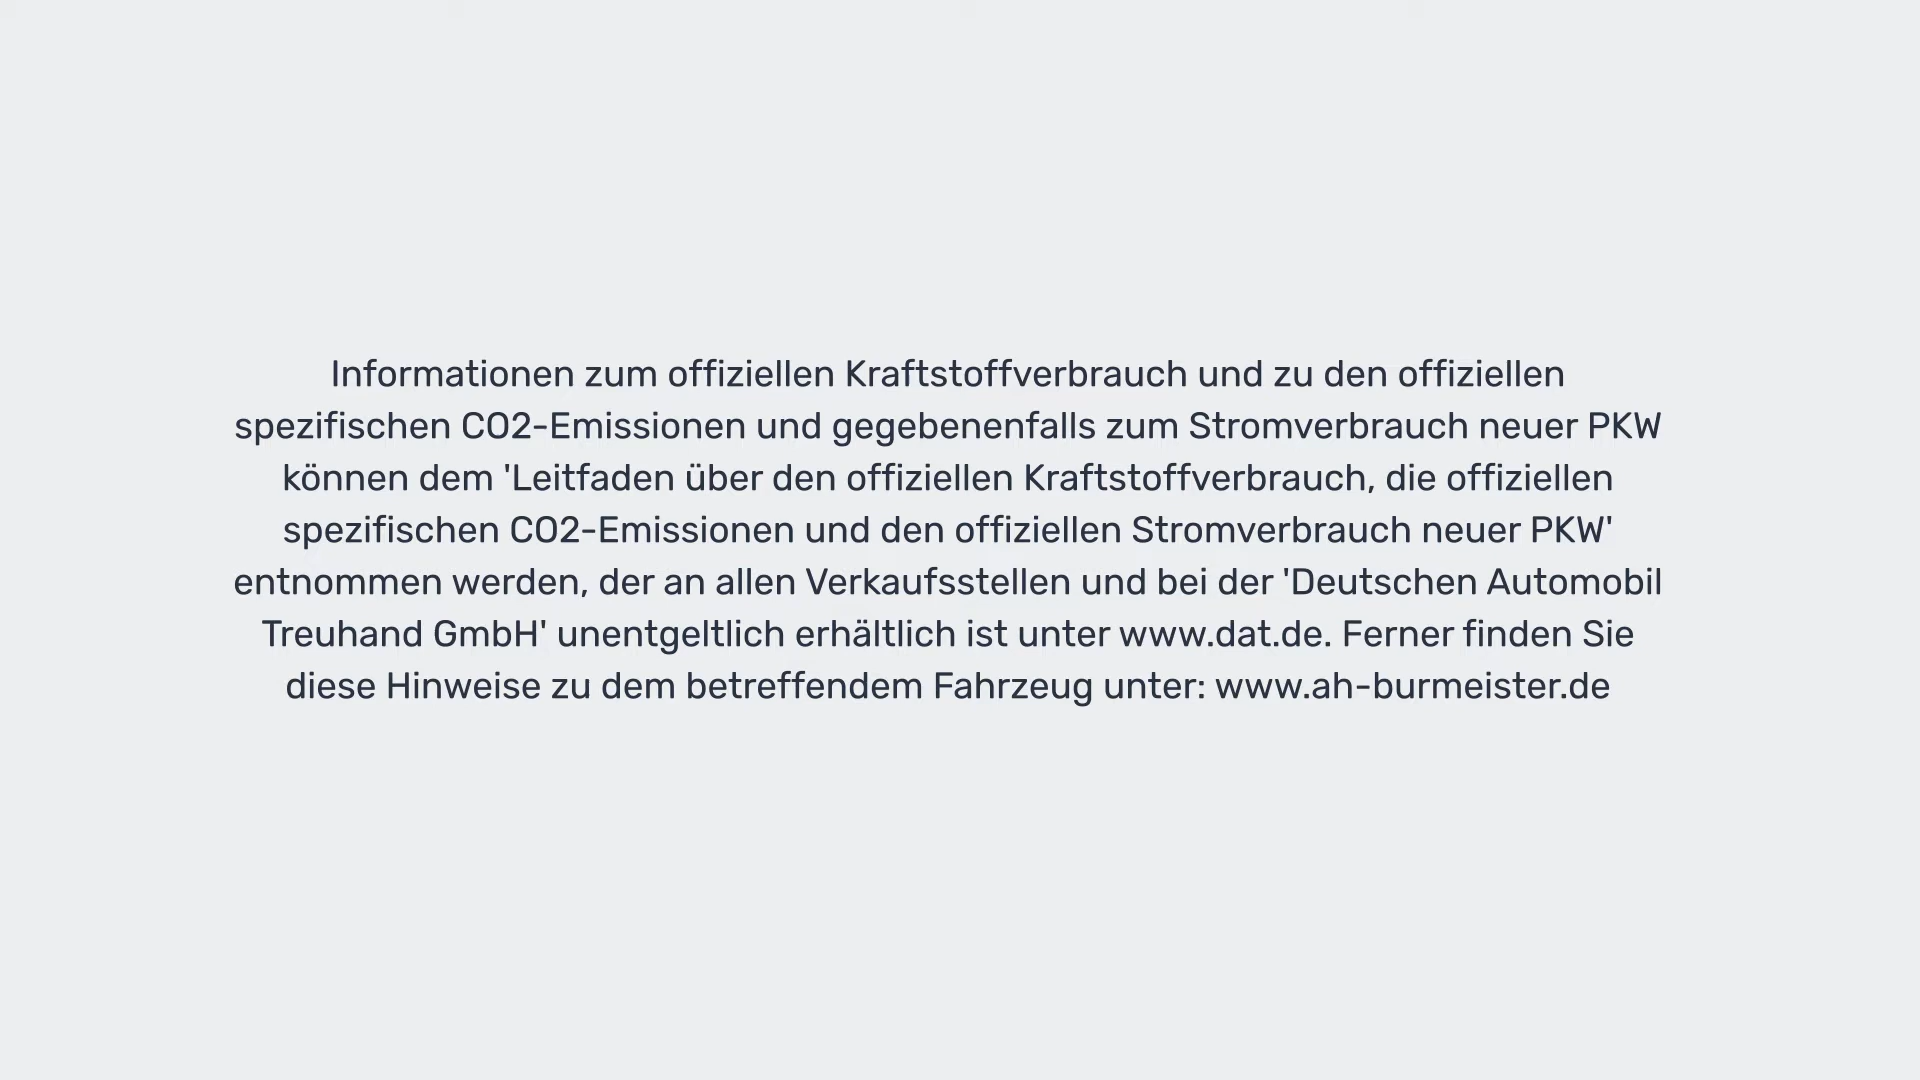 Informationen zum offiziellen Kraftstoffverbrauch und zu den offiziellen
spezifischen CO2-Emissionen und gegebenenfalls zum Stromverbrauch neuer PKW
können dem 'Leitfaden über den offiziellen Kraftstoffverbrauch, die offiziellen
spezifischen CO2-Emissionen und den offiziellen Stromverbrauch neuer PKW'
entnommen werden, der an allen Verkaufsstellen und bei der 'Deutschen Automobil
Treuhand GmbH' unentgeltlich erhältlich ist unter www.dat.de. Ferner finden Sie
diese Hinweise zu dem betreffendem Fahrzeug unter: www.ah-burmeister.de